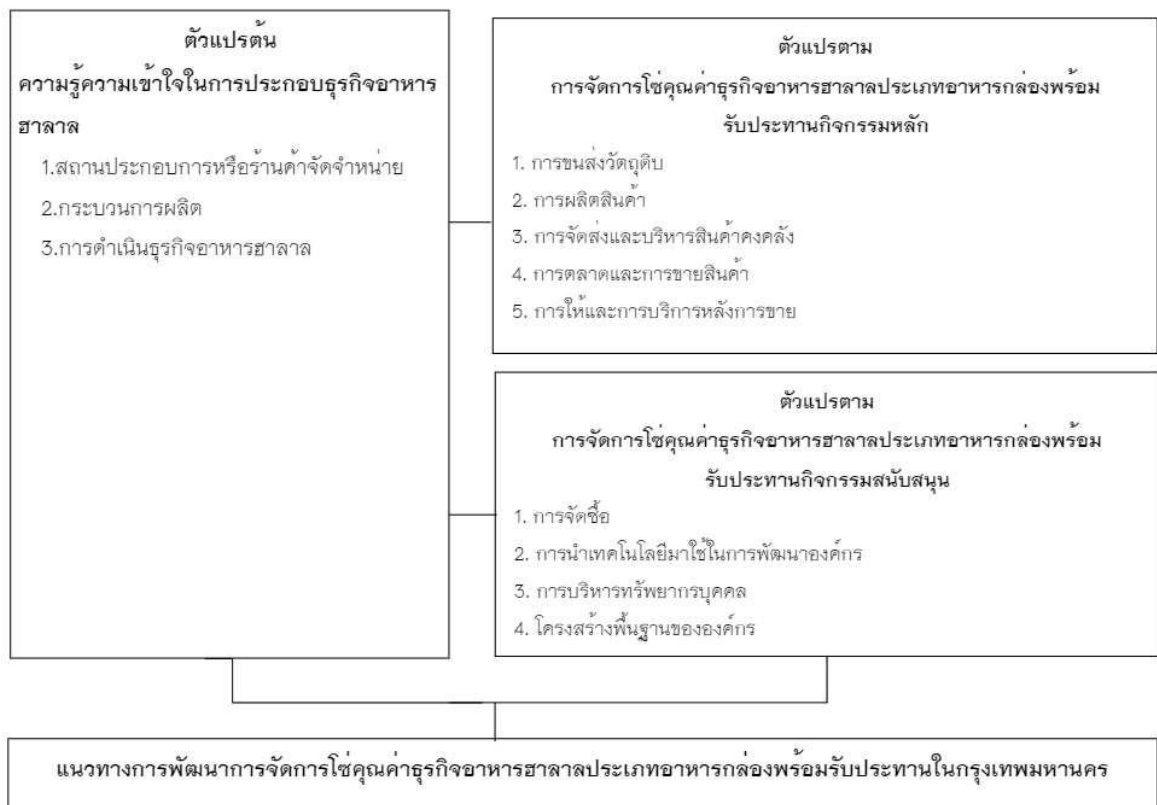 ตัวแปรต้น
ความรู้ความเข้าใจในการประกอบธุรกิจอาหาร
ฮาลาล
1.สถานประกอบการหรือร้านค้าจัดจำหน่าย
2.กระบวนการผลิต
3.การดำเนินธุรกิจอาหารฮาลาล
ตัวแปรตาม
การจัดการโซ่คุณค่าธุรกิจอาหารฮาลาลประเภทอาหารกล่องพร้อม
รับประทานกิจกรรมหลัก
1. การขนส่งวัตถุดิบ
2. การผลิตสินค้า
3. การจัดส่งและบริหารสินค้าคงคลัง
4. การตลาดและการขายสินค้า
5. การให้และการบริการหลังการขาย
ตัวแปรตาม
การจัดการโซ่คุณค่าธุรกิจอาหารฮาลาลประเภทอาหารกล่องพร้อม
รับประทานกิจกรรมสนับสนุน
1. การจัดซื้อ
2. การนำเทคโนโลยีมาใช้ในการพัฒนาองค์กร
3. การบริหารทรัพยากรบุคคล
4. โครงสร้างพื้นฐานขององค์กร
แนวทางการพัฒนาการจัดการโซ่คุณค่าธุรกิจอาหารฮาลาลประเภทอาหารกล่องพร้อมรับประทานในกรุงเทพมหานคร